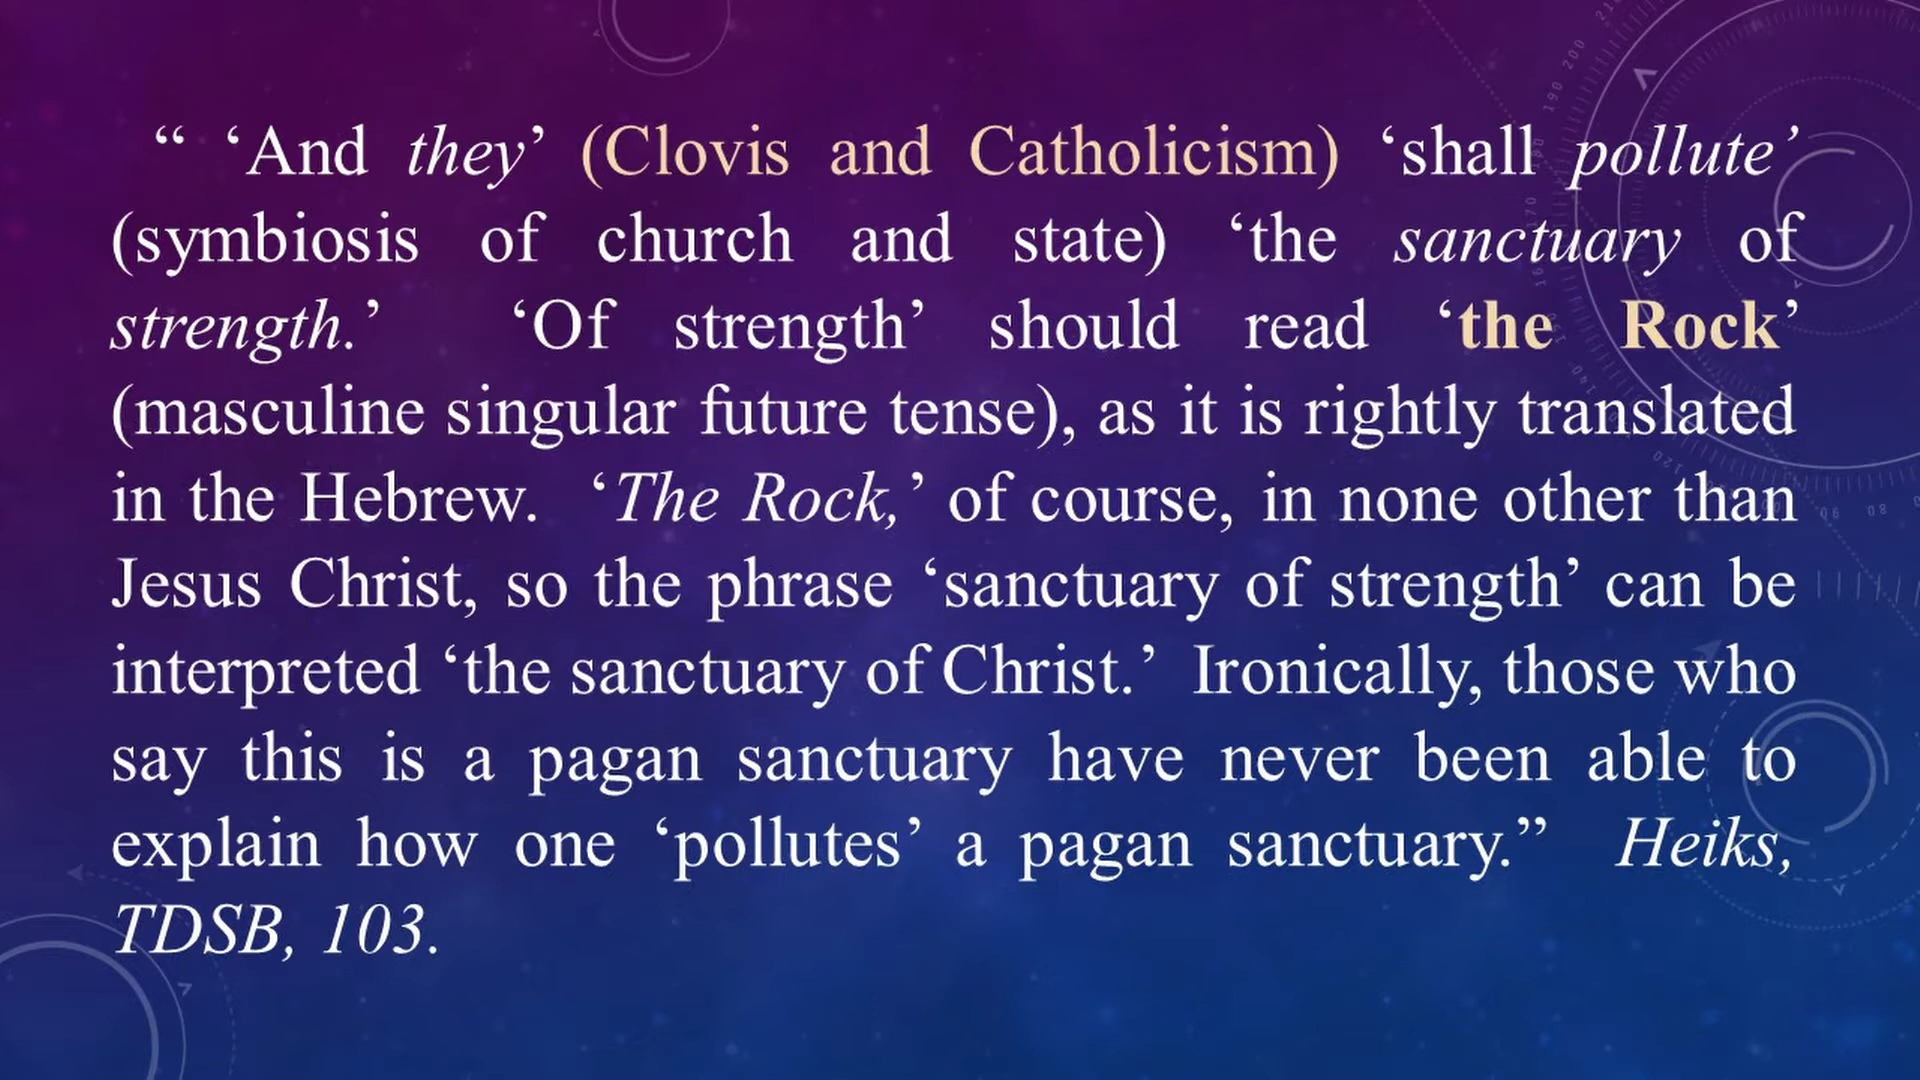 “ ‘And they’ (Clovis and Catholicism) ‘shall pollute’
(symbiosis of church and state) ‘the sanctuary of
strength.’ ‘Of strength’ should read ‘the Rock’
(masculine singular future tense), as it is rightly translated
in the Hebrew. ‘The Rock,’ of course, in none other than
Jesus Christ, so the phrase ‘sanctuary of strength’ can be
interpreted ‘the sanctuary of Christ.’ Ironically, those who
say this is a pagan sanctuary have never been able to
explain how one ‘pollutes’ a pagan sanctuary.” Heiks,
TDSB, 103.